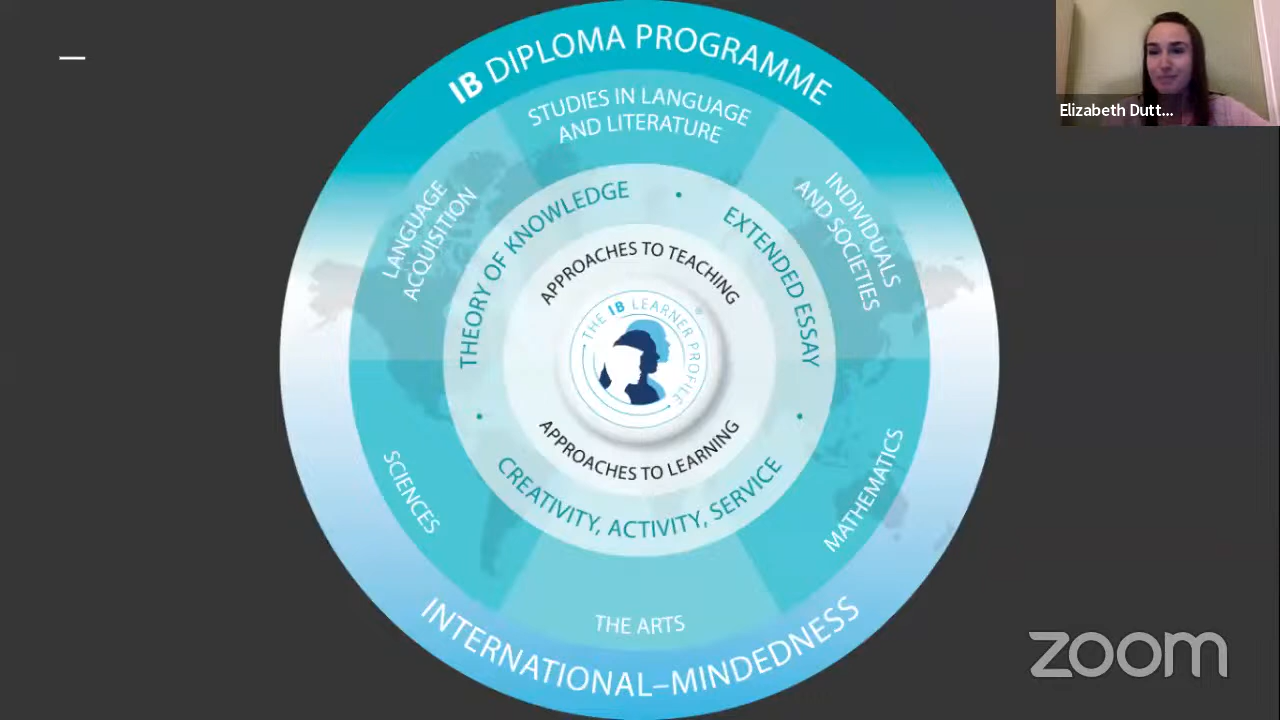 IB DIPLOMA PROGRAMME
STUDIES IN LANGUAGE
AND LITERATURE
LANGUAGE
ACQUISITION
INDIVIDUALS
AND SOCIETIES
THEORY OF KNOWLEDGE
EXTENDED ESSAY
APPROACHES TO TEACHING
THE IB LEARNER PROFILE
®
APPROACHES TO LEARNING
CREATIVITY, ACTIVITY, SERVICE
SCIENCES
MATHEMATICS
THE ARTS
INTERNATIONAL–MINDEDNESS
Elizabeth Dutt...
zoom